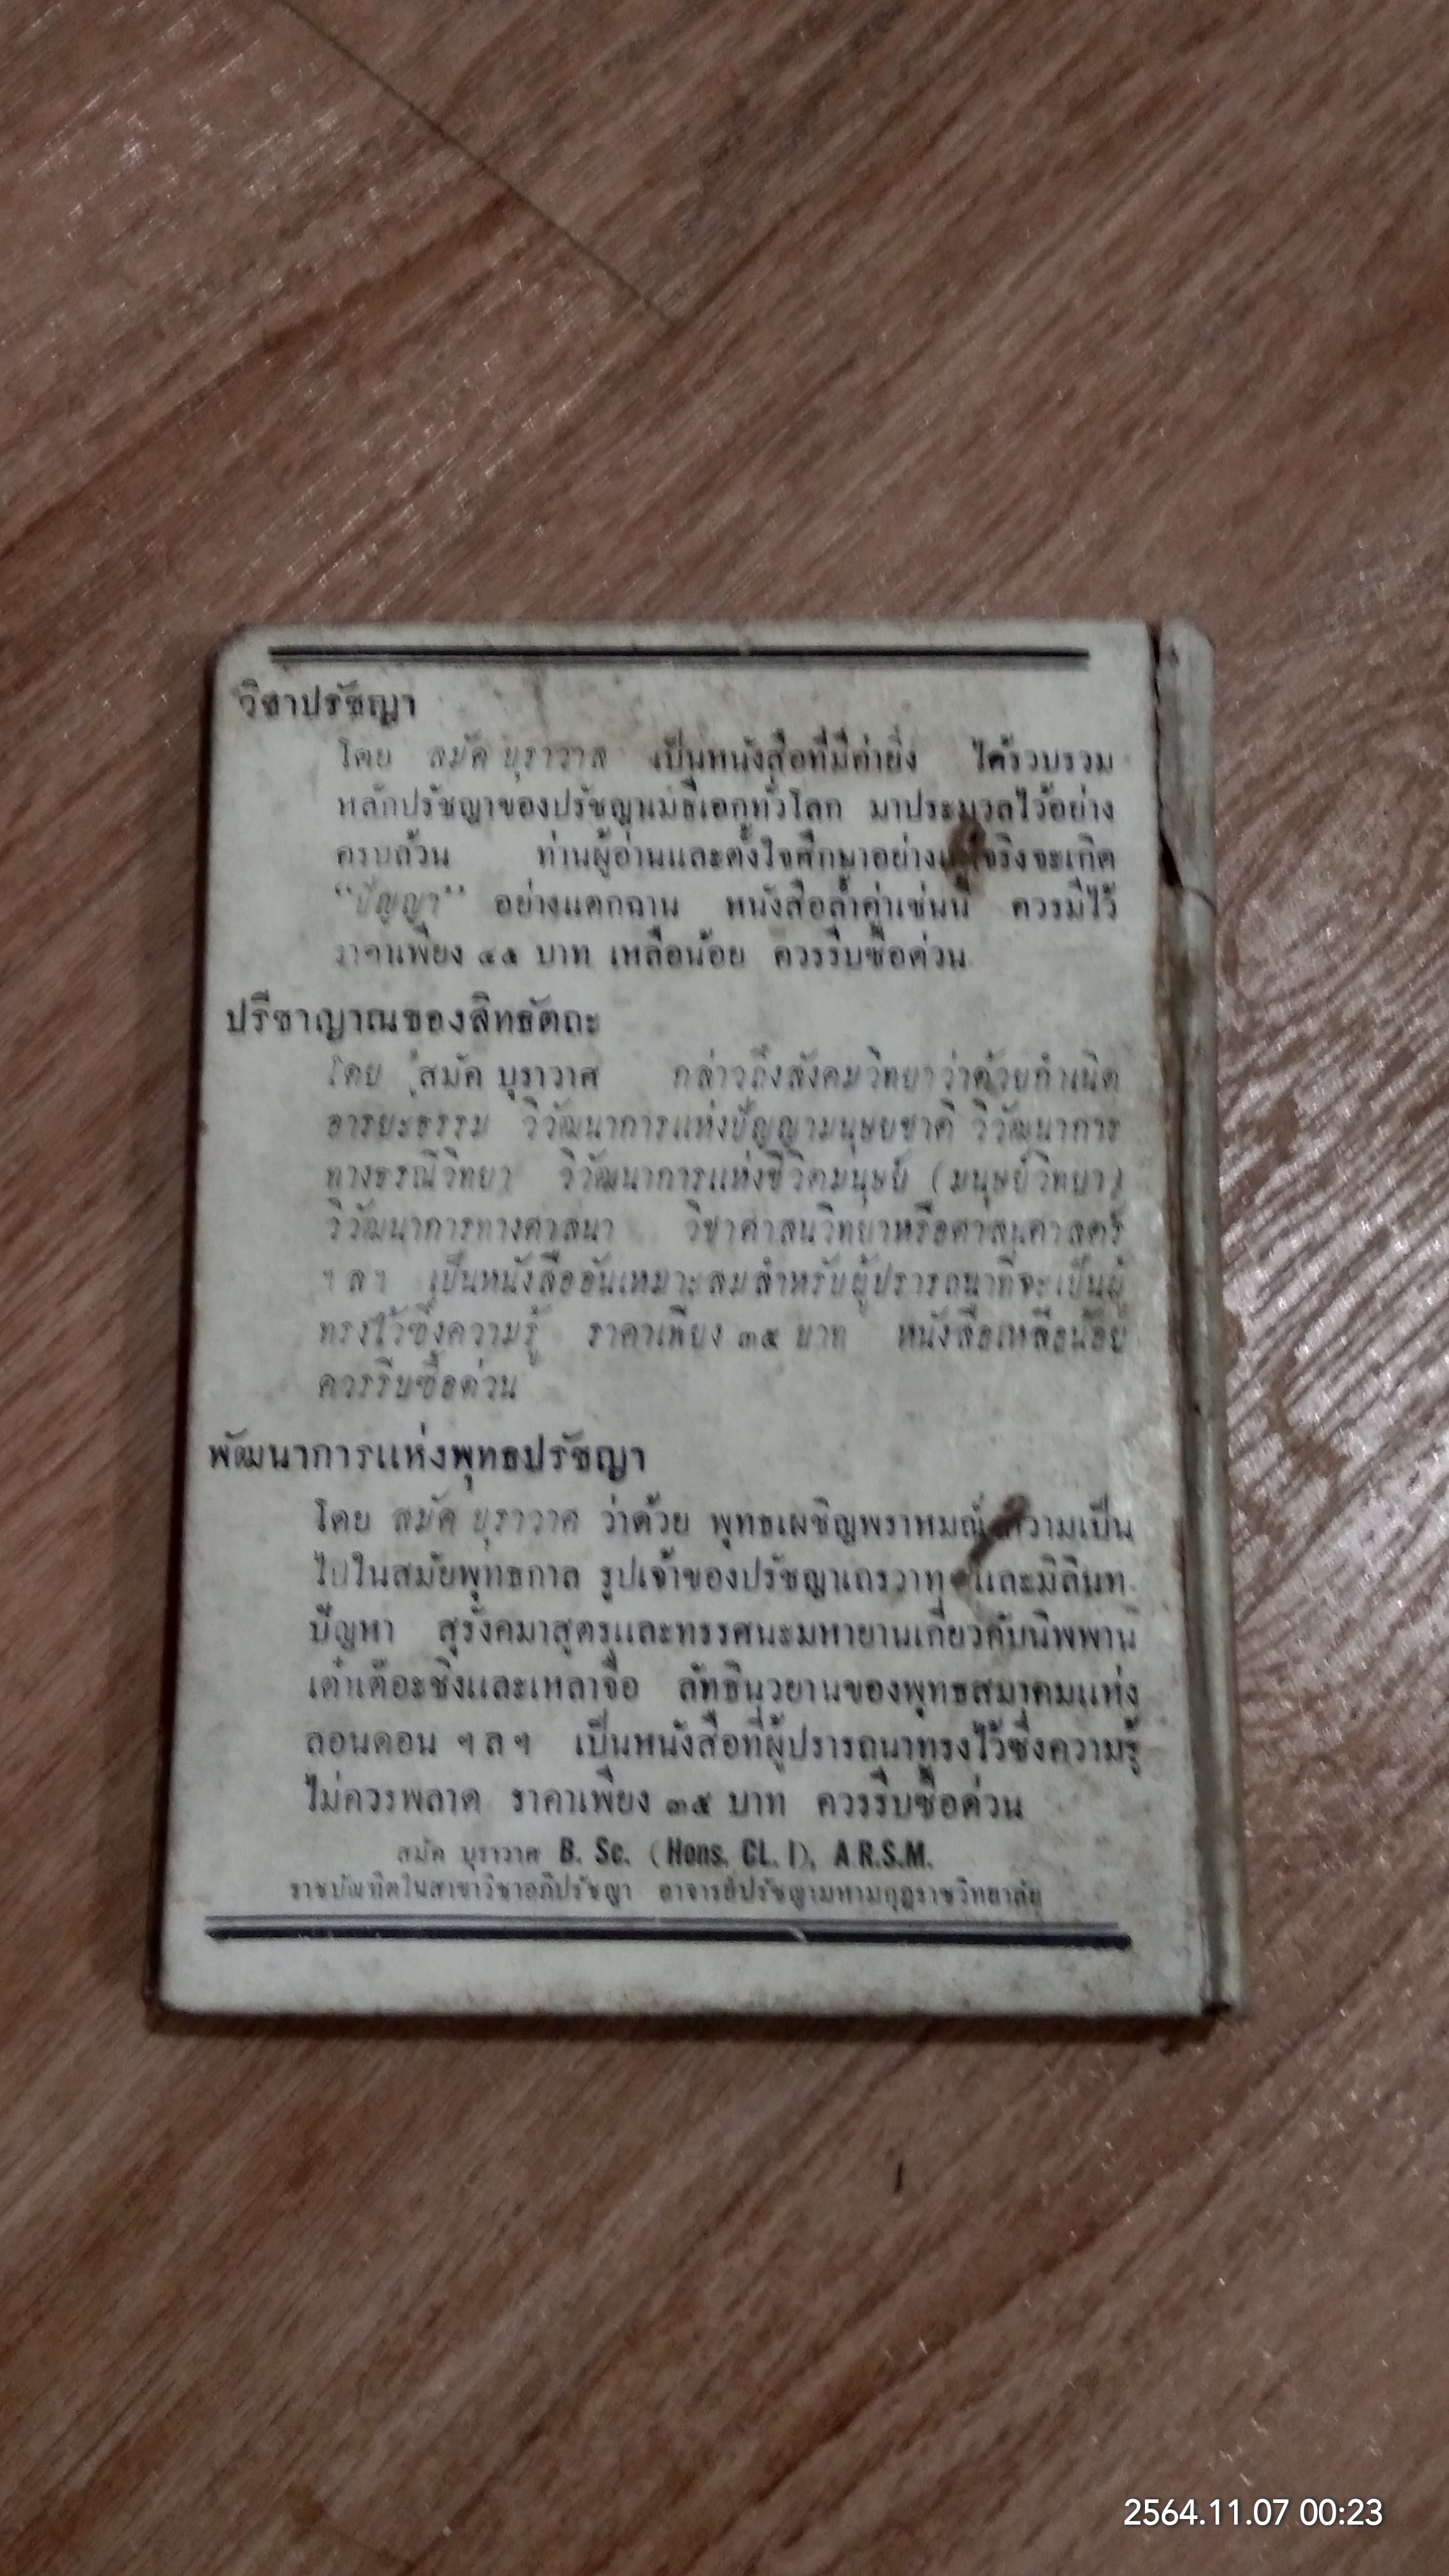 วิชาปรัชญา
โดย สมัค บุราวาส เป็นหนังสือที่มีค่ายิ่ง ได้รวบรวม
หลักปรัชญาของปรัชญาเมธีเอกทั่วโลก มาประมวลไว้อย่าง
ครบถ้วน ท่านผู้อ่านและตั้งใจศึกษาอย่าง จริงจะเกิด
“ปัญญา” อย่างแตกฉาน หนังสือล้ำค่าเช่นนี้ ควรมีไว้
ราคาเพียง ๔๕ บาท เหลือน้อย ควรรีบซื้อด่วน
ปรีชาญาณของสิทธัตถะ
โดย สมัค บุราวาศ กล่าวถึงสังคมวิทยาว่าด้วยกำเนิด
อารยะธรรม วิวัฒนาการแห่งปัญญามนุษยชาติ วิวัฒนาการ
ทางธรณีวิทยา วิวัฒนาการแห่งชีวิตมนุษย์ (มนุษย์วิทยา)
วิวัฒนาการทางศาสนา วิชาศาสนวิทยาหรือศาสนศาสตร์
ฯลฯ เป็นหนังสืออันเหมาะสมสำหรับผู้ปรารถนาที่จะเป็นผู้
ทรงไว้ซึ่งความรู้ ราคาเพียง ๓๕ บาท หนังสือเหลือน้อย
ควรรีบซื้อด่วน
พัฒนาการแห่งพุทธปรัชญา
โดย สมัค บุราวาศ ว่าด้วย พุทธเผชิญพราหมณ์ ความเป็น
ไปในสมัยพุทธกาล รูปเจ้าของปรัชญาเถรวาท และมิลินท
ปัญหา สุรังคมาสูตรและทรรศนะมหายานเกี่ยวกับนิพพาน
เต๋าเต๊อะชิงและเหลาจื๊อ ลัทธินวยานของพุทธสมาคมแห่ง
ลอนดอน ฯลฯ เป็นหนังสือที่ผู้ปรารถนาทรงไว้ซึ่งความรู้
ไม่ควรพลาด ราคาเพียง ๓๕ บาท ควรรีบซื้อด่วน
สมัค บุราวาศ B. Sc. (Hons. CL. I), A R.S.M.
ราชบัณฑิตในสาขาวิชาอภิปรัชญา อาจารย์ปรัชญามหามกุฎราชวิทยาลัย
2564.11.07 00:23